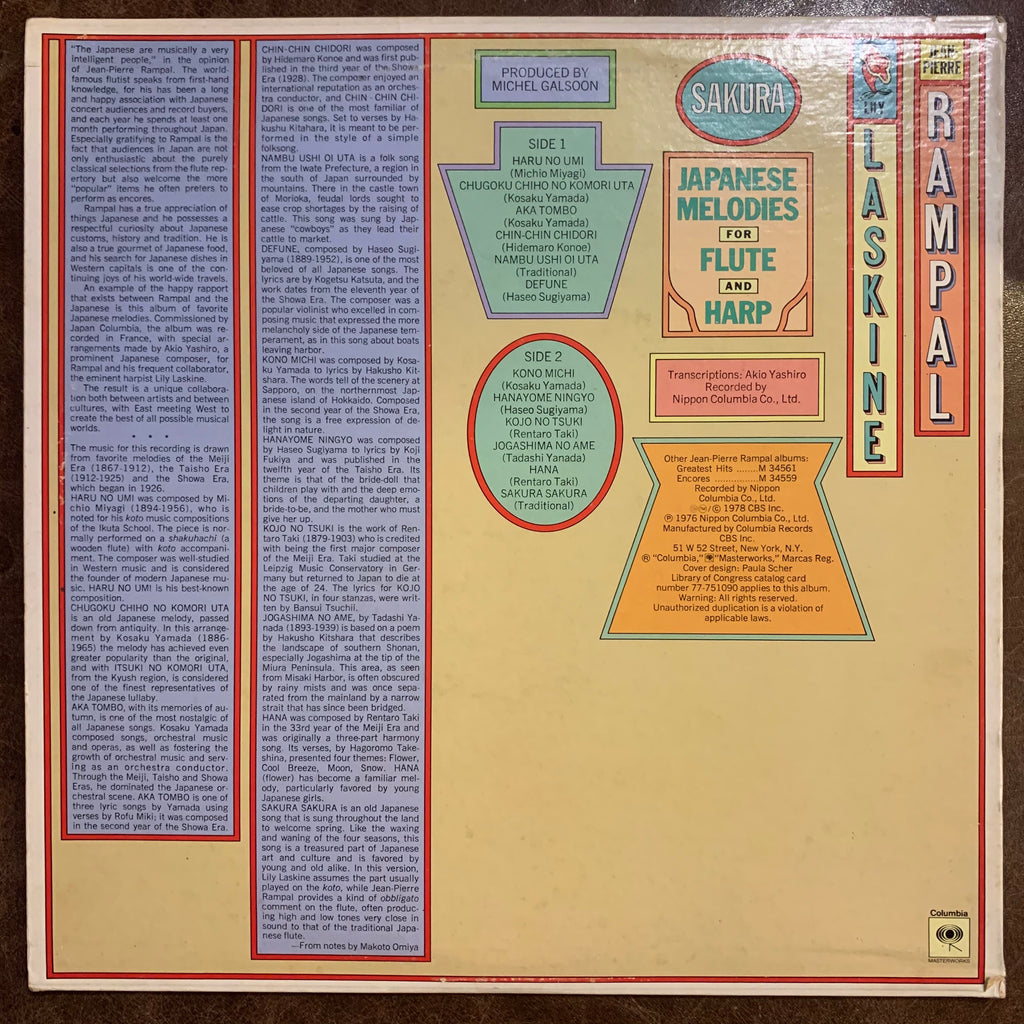 "The Japanese are musically a very
intelligent people," in the opinion
of Jean-Pierre Rampal. The world-
famous flutist speaks from first-hand
knowledge, for his has been a long
and happy association with Japanese
concert audiences and record buyers,
and each year he spends at least one
month performing throughout Japan.
Especially gratifying to Rampal is the
fact that audiences in Japan are not
only enthusiastic about the purely
classical selections from the flute rep-
ertory but also welcome the more
"popular" items he often prefers to
perform as encores.
Rampal has a true appreciation of
things Japanese and he possesses a
respectful curiosity about Japanese
customs, history and tradition. He is
also a true gourmet of Japanese food,
and his search for Japanese dishes in
Western capitals is one of the con-
tinuing joys of his world-wide travels.
An example of the happy rapport
that exists between Rampal and the
Japanese is this album of favorite
Japanese melodies. Commissioned by
Japan Columbia, the album was re-
corded in France, with special ar-
rangements made by Akio Yashiro, a
prominent Japanese composer, for
Rampal and his frequent collaborator,
the eminent harpist Lily Laskine.
The result is a unique collabora-
tion both between artists and between
cultures, with East meeting West to
create the best of all possible musical
worlds.
• • •
The music for this recording is drawn
from favorite melodies of the Meiji
Era (1867-1912), the Taisho Era
(1912-1925) and the Showa Era,
which began in 1926.
HARU NO UMI was composed by Mi-
chio Miyagi (1894-1956), who is
noted for his koto music compositions
of the Ikuta School. The piece is nor-
mally performed on a shakuhachi (a
wooden flute) with koto accompani-
ment. The composer was well-studied
in Western music and is considered
the founder of modern Japanese mu-
sic. HARU NO UMI is his best-known
composition.
CHUGOKU CHIHO NO KOMORI UTA
is an old Japanese melody, passed
down from antiquity. In this arrange-
ment by Kosaku Yamada (1886-
1965) the melody has achieved even
greater popularity than the original,
and with ITSUKI NO KOMORI UTA,
from the Kyush region, is considered
one of the finest representatives of
the Japanese lullaby.
AKA TOMBO, with its memories of au-
tumn, is one of the most nostalgic of
all Japanese songs. Kosaku Yamada
composed songs, orchestral music
and operas, as well as fostering the
growth of orchestral music and serv-
ing as an orchestra conductor.
Through the Meiji, Taisho and Showa
Eras, he dominated the Japanese or-
chestral scene. AKA TOMBO is one of
three lyric songs by Yamada using
verses by Rofu Miki; it was composed
in the second year of the Showa Era.
CHIN-CHIN CHIDORI was composed
by Hidemaro Konoe and was first pub-
lished in the third year of the Showa
Era (1928). The composer enjoyed an
international reputation as an orches-
tra conductor, and CHIN-CHIN CHI-
DORI is one of the most familiar of
Japanese songs. Set to verses by Ha-
kushu Kitahara, it is meant to be per-
formed in the style of a simple
folksong.
NAMBU USHI OI UTA is a folk song
from the Iwate Prefecture, a region in
the south of Japan surrounded by
mountains. There in the castle town
of Morioka, feudal lords sought to
ease crop shortages by the raising of
cattle. This song was sung by Jap-
anese "cowboys" as they lead their
cattle to market.
DEFUNE, composed by Haseo Sugi-
yama (1889-1952), is one of the most
beloved of all Japanese songs. The
lyrics are by Kogetsu Katsuta, and the
work dates from the eleventh year of
the Showa Era. The composer was a
popular violinist who excelled in com-
posing music that expressed the more
melancholy side of the Japanese tem-
perament, as in this song about boats
leaving harbor.
KONO MICHI was composed by Kosa-
ku Yamada to lyrics by Hakusho Kit-
shara. The words tell of the scenery at
Sapporo, on the northernmost Jap-
anese island of Hokkaido. Composed
in the second year of the Showa Era,
the song is a free expression of de-
light in nature.
HANAYOME NINGYO was composed
by Haseo Sugiyama to lyrics by Koji
Fukiya and was published in the
twelfth year of the Taisho Era. Its
theme is that of the bride-doll that
children play with and the deep emo-
tions of the departing daughter, a
bride-to-be, and the mother who must
give her up.
KOJO NO TSUKI is the work of Ren-
taro Taki (1879-1903) who is credited
with being the first major composer
of the Meiji Era. Taki studied at the
Leipzig Music Conservatory in Ger-
many but returned to Japan to die at
the age of 24. The lyrics for KOJO
NO TSUKI, in four stanzas, were writ-
ten by Bansui Tsuchii.
JOGASHIMA NO AME, by Tadashi Ya-
nada (1893-1939) is based on a poem
by Hakusho Kitshara that describes
the landscape of southern Shonan,
especially Jogashima at the tip of the
Miura Peninsula. This area, as seen
from Misaki Harbor, is often obscured
by rainy mists and was once sepa-
rated from the mainland by a narrow
strait that has since been bridged.
HANA was composed by Rentaro Taki
in the 33rd year of the Meiji Era and
was originally a three-part harmony
song. Its verses, by Hagoromo Take-
shina, presented four themes: Flower,
Cool Breeze, Moon, Snow. HANA
(flower) has become a familiar mel-
ody, particularly favored by young
Japanese girls.
SAKURA SAKURA is an old Japanese
song that is sung throughout the land
to welcome spring. Like the waxing
and waning of the four seasons, this
song is a treasured part of Japanese
art and culture and is favored by
young and old alike. In this version,
Lily Laskine assumes the part usually
played on the koto, while Jean-Pierre
Rampal provides a kind of obbligato
comment on the flute, often produc-
ing high and low tones very close in
sound to that of the traditional Japa-
nese flute.
—From notes by Makoto Omiya
PRODUCED BY
MICHEL GALSOON
SIDE 1
HARU NO UMI
(Michio Miyagi)
CHUGOKU CHIHO NO KOMORI UTA
(Kosaku Yamada)
AKA TOMBO
(Kosaku Yamada)
CHIN-CHIN CHIDORI
(Hidemaro Konoe)
NAMBU USHI OI UTA
(Traditional)
DEFUNE
(Haseo Sugiyama)
SIDE 2
KONO MICHI
(Kosaku Yamada)
HANAYOME NINGYO
(Haseo Sugiyama)
KOJO NO TSUKI
(Rentaro Taki)
JOGASHIMA NO AME
(Tadashi Yanada)
HANA
(Rentaro Taki)
SAKURA SAKURA
(Traditional)
SAKURA
JAPANESE
MELODIES
FOR
FLUTE
AND
HARP
Transcriptions: Akio Yashiro
Recorded by
Nippon Columbia Co., Ltd.
Other Jean-Pierre Rampal albums:
Greatest Hits ........M 34561
Encores ................M 34559
Recorded by Nippon
Columbia Co., Ltd.
© 1978 CBS Inc.
℗ 1976 Nippon Columbia Co., Ltd.
Manufactured by Columbia Records
CBS Inc.
51 W 52 Street, New York, N.Y.
® "Columbia," "Masterworks," Marcas Reg.
Cover design: Paula Scher
Library of Congress catalog card
number 77-751090 applies to this album.
Warning: All rights reserved.
Unauthorized duplication is a violation of
applicable laws.
LILY
LASKINE
JEAN-
PIERRE
RAMPAL
Columbia
MASTERWORKS